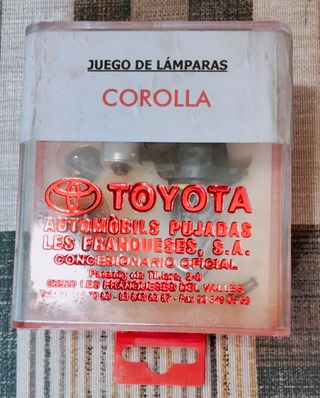 JUEGO DE LÁMPARAS
COROLLA
TOYOTA
AUTOMÒBILS PUJADAS
LES FRANQUESES, S.A.
CONCESIONARIO OFICIAL
LES FRANQUESES DEL VALLÈS